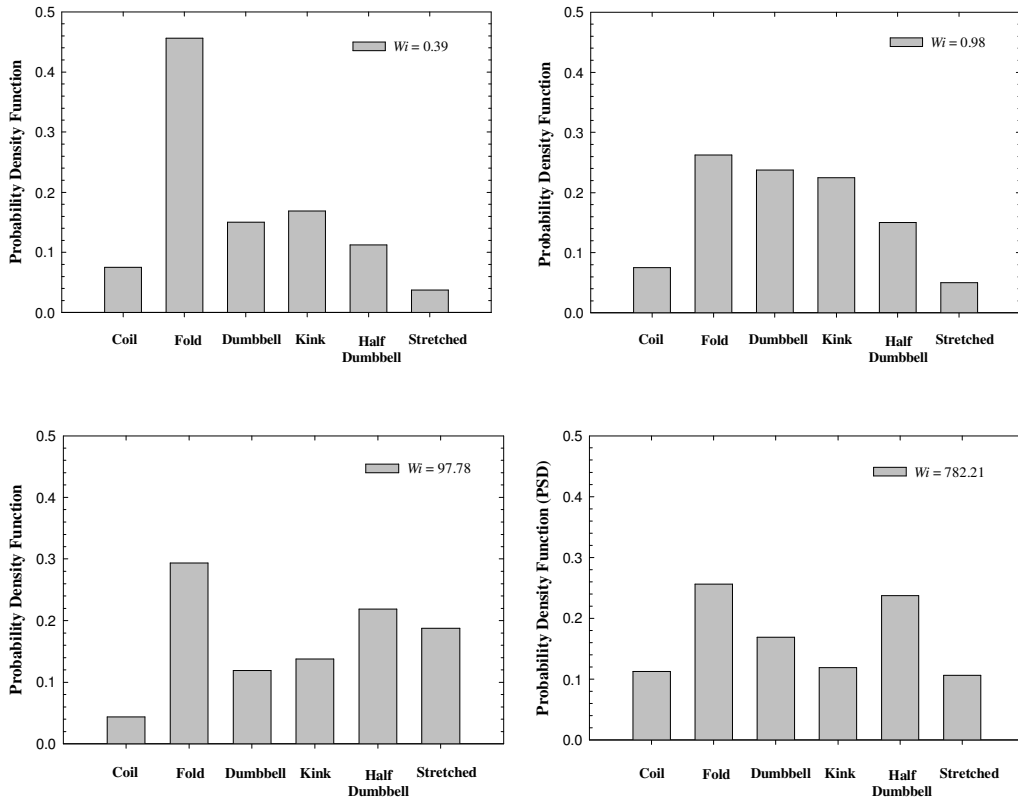 Probability Density Function
0.5
0.4
0.3
0.2
0.1
0.0
Wi = 0.39
Coil
Fold
Dumbbell
Kink
Half
Dumbbell
Stretched
Probability Density Function
0.5
0.4
0.3
0.2
0.1
0.0
Wi = 0.98
Coil
Fold
Dumbbell
Kink
Half
Dumbbell
Stretched
Probability Density Function
0.5
0.4
0.3
0.2
0.1
0.0
Wi = 97.78
Coil
Fold
Dumbbell
Kink
Half
Dumbbell
Stretched
Probability Density Function (PSD)
0.5
0.4
0.3
0.2
0.1
0.0
Wi = 782.21
Coil
Fold
Dumbbell
Kink
Half
Dumbbell
Stretched